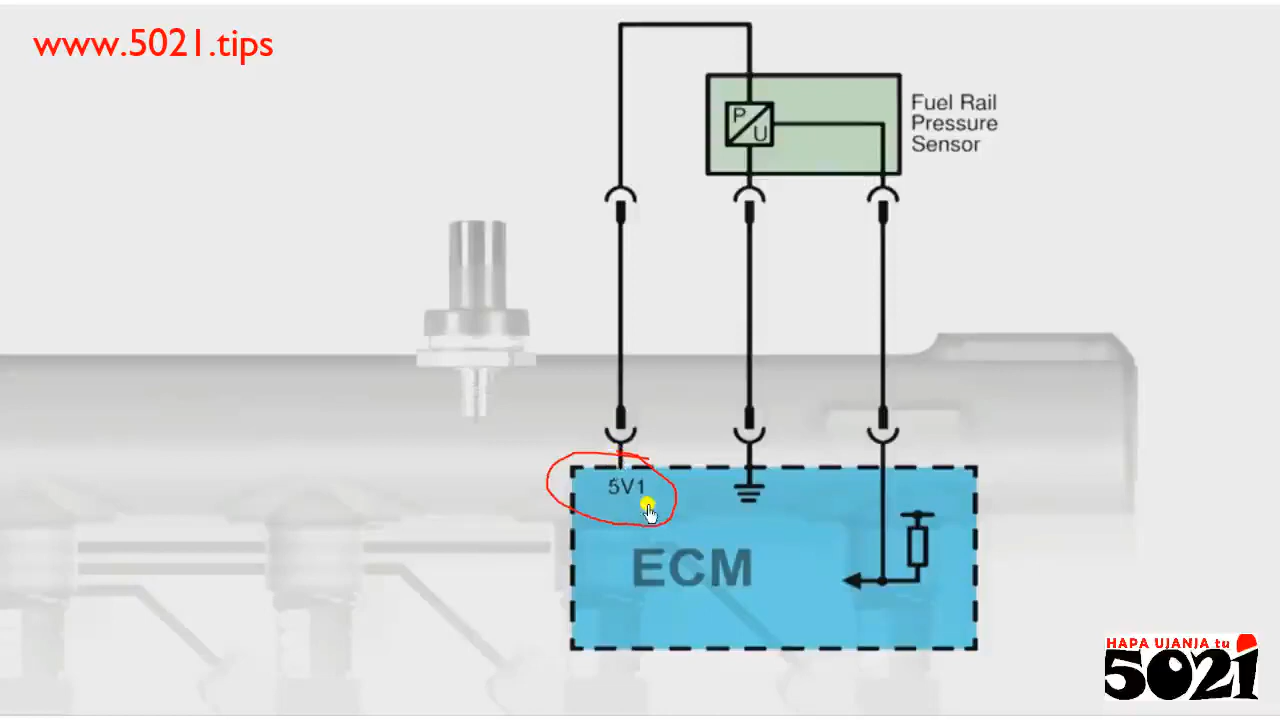 www.5021.tips
P
U
Fuel Rail
Pressure
Sensor
5V1
ECM
HAPA UJANJA tu
5021